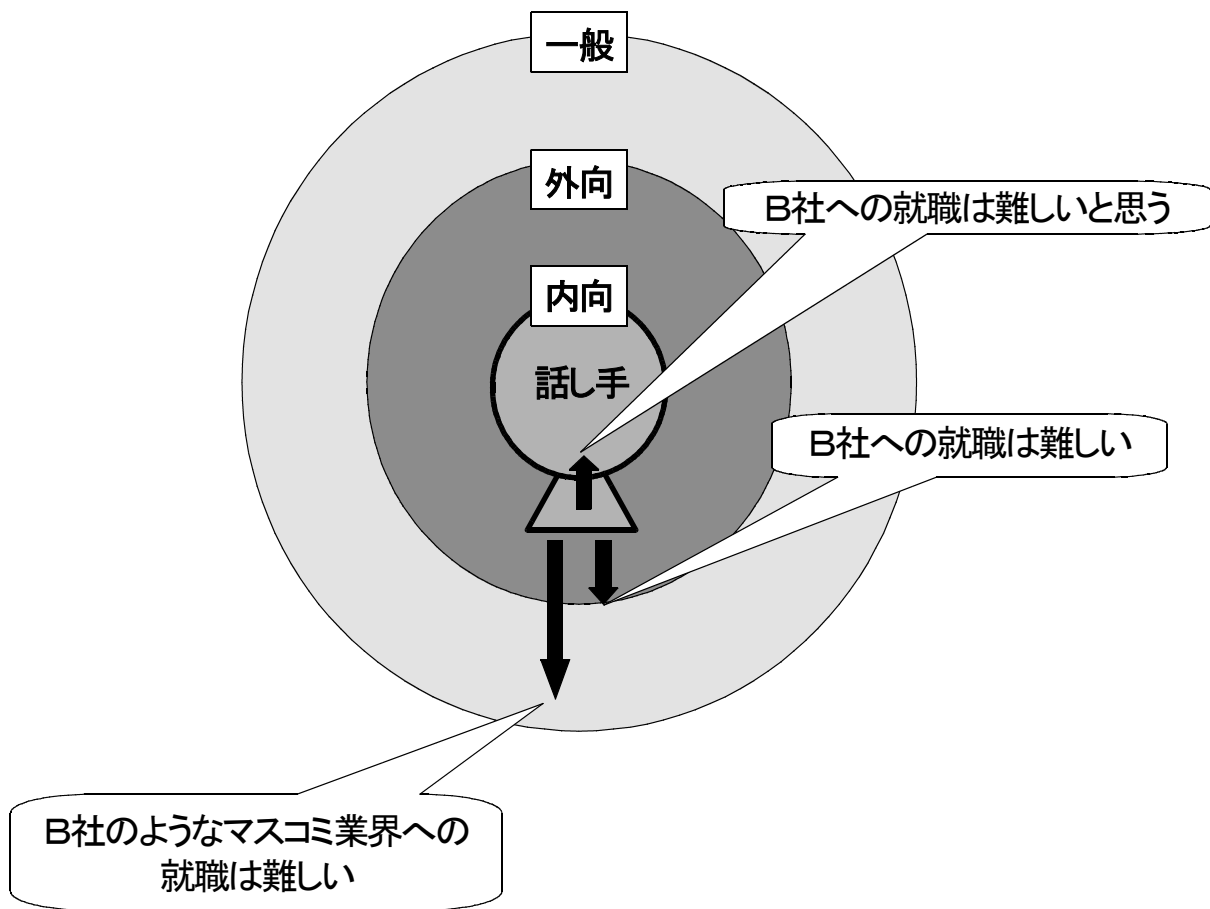 一般
外向
B社への就職は難しいと思う
内向
話し手
B社への就職は難しい
B社のようなマスコミ業界への
就職は難しい